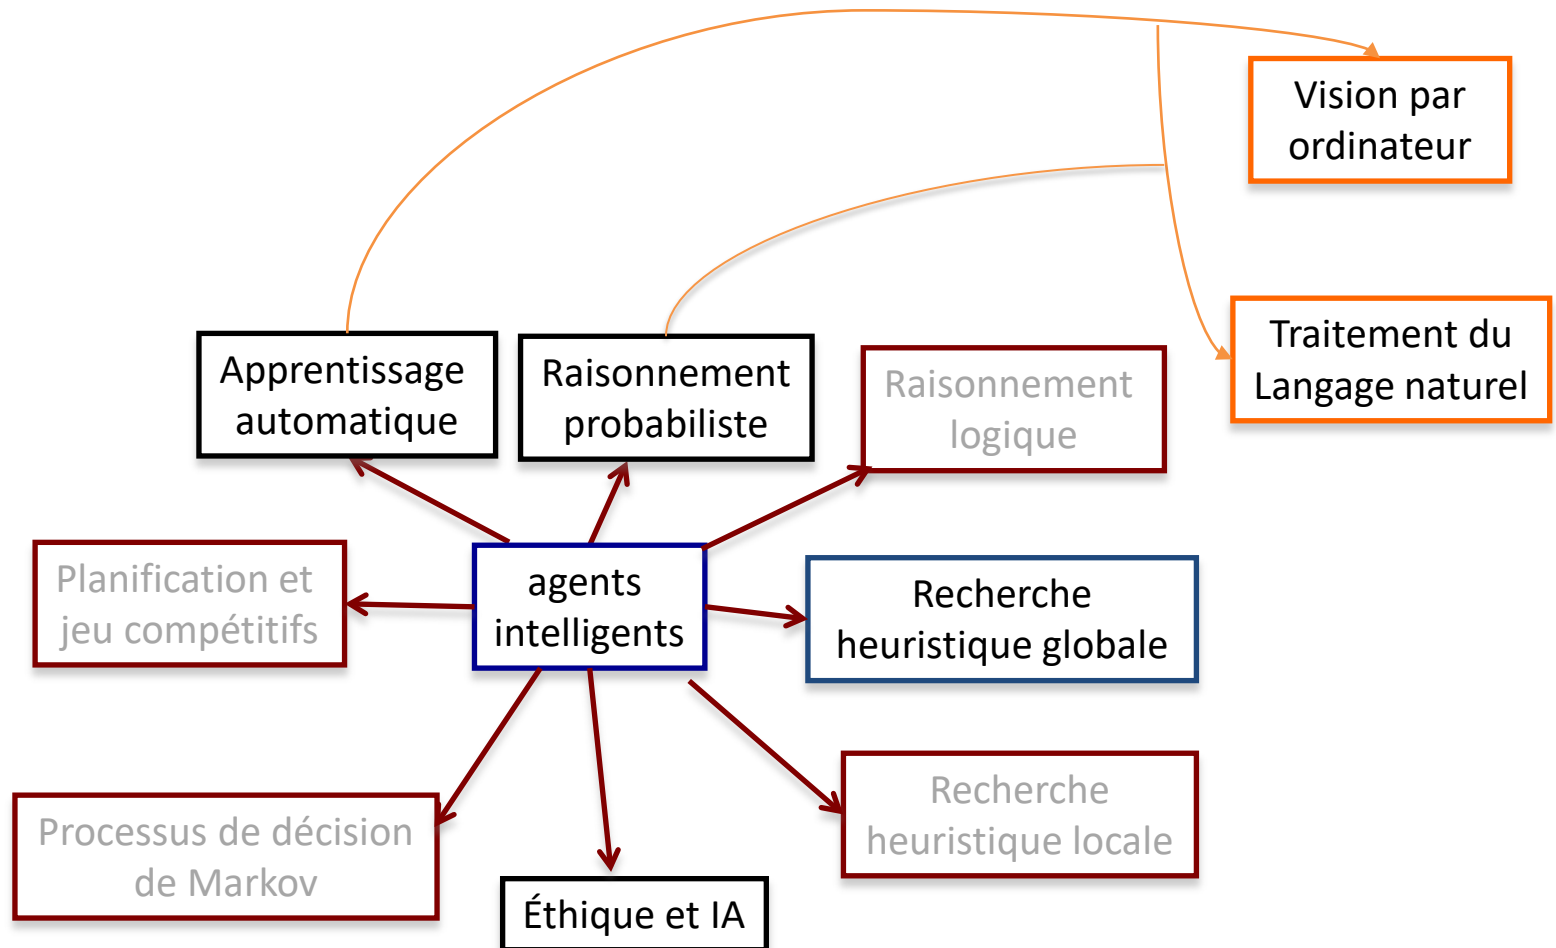 Vision par
ordinateur
Traitement du
Langage naturel
Apprentissage
automatique
Raisonnement
probabiliste
Raisonnement
logique
Planification et
jeu compétitifs
agents
intelligents
Recherche
heuristique globale
Processus de décision
de Markov
Éthique et IA
Recherche
heuristique locale